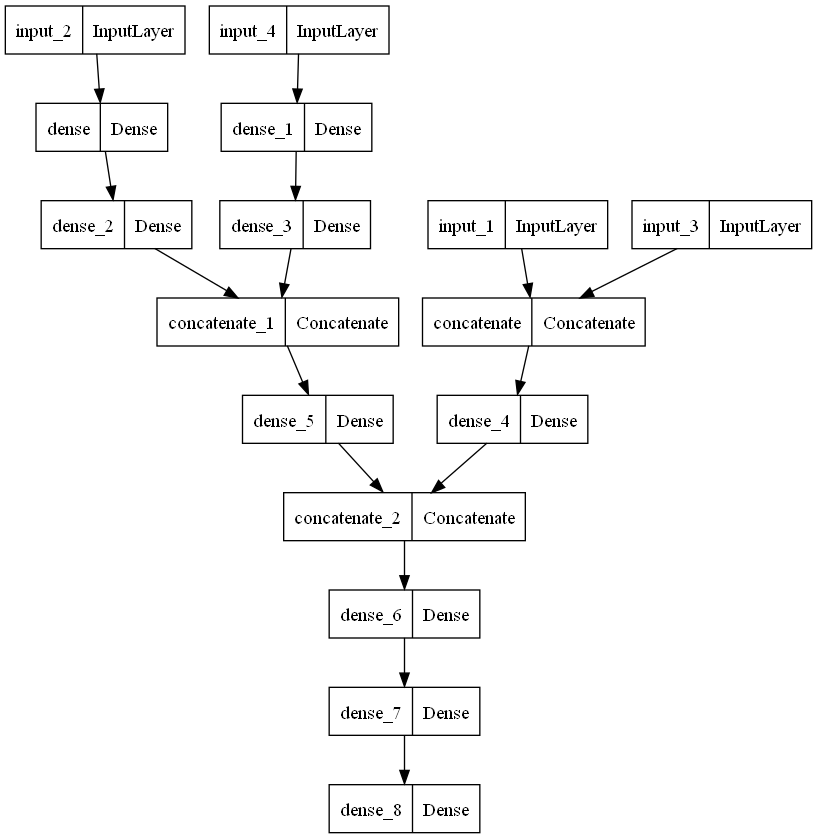 input_2 InputLayer input_4 InputLayer
dense Dense dense_1 Dense
dense_2 Dense dense_3 Dense input_1 InputLayer input_3 InputLayer
concatenate_1 Concatenate concatenate Concatenate
dense_5 Dense dense_4 Dense
concatenate_2 Concatenate
dense_6 Dense
dense_7 Dense
dense_8 Dense